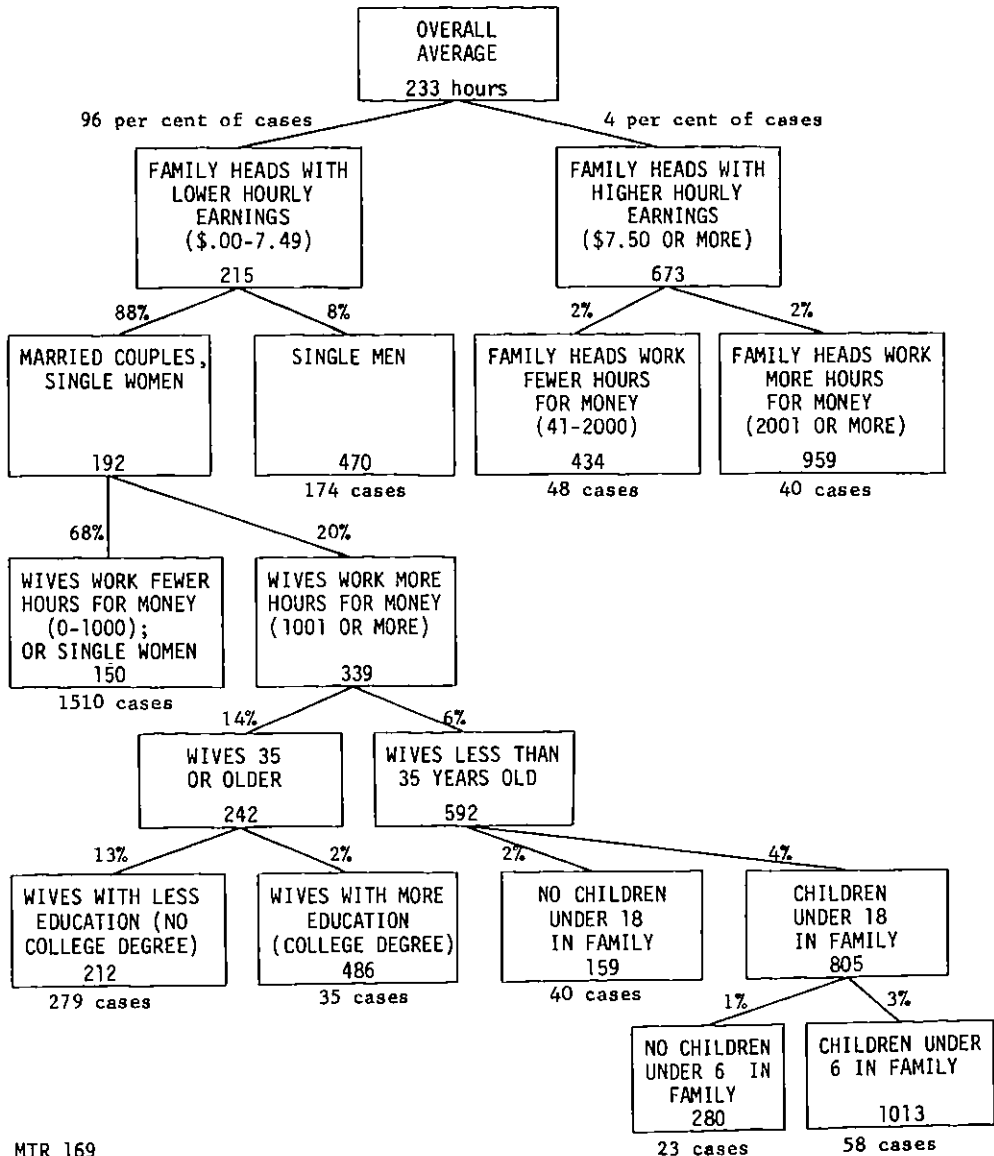 OVERALL
AVERAGE
233 hours
96 per cent of cases
4 per cent of cases
FAMILY HEADS WITH
LOWER HOURLY
EARNINGS
($.00-7.49)
215
FAMILY HEADS WITH
HIGHER HOURLY
EARNINGS
($7.50 OR MORE)
673
88%
8%
2%
2%
MARRIED COUPLES,
SINGLE WOMEN
192
SINGLE MEN
470
174 cases
FAMILY HEADS WORK
FEWER HOURS
FOR MONEY
(41-2000)
434
48 cases
FAMILY HEADS WORK
MORE HOURS
FOR MONEY
(2001 OR MORE)
959
40 cases
68%
20%
WIVES WORK FEWER
HOURS FOR MONEY
(0-1000);
OR SINGLE WOMEN
150
1510 cases
WIVES WORK MORE
HOURS FOR MONEY
(1001 OR MORE)
339
14%
6%
WIVES 35
OR OLDER
242
WIVES LESS THAN
35 YEARS OLD
592
13%
2%
2%
4%
WIVES WITH LESS
EDUCATION (NO
COLLEGE DEGREE)
212
279 cases
WIVES WITH MORE
EDUCATION
(COLLEGE DEGREE)
486
35 cases
NO CHILDREN
UNDER 18
IN FAMILY
159
40 cases
CHILDREN
UNDER 18
IN FAMILY
805
1%
3%
NO CHILDREN
UNDER 6 IN
FAMILY
280
23 cases
CHILDREN UNDER
6 IN FAMILY
1013
58 cases
MTR 169